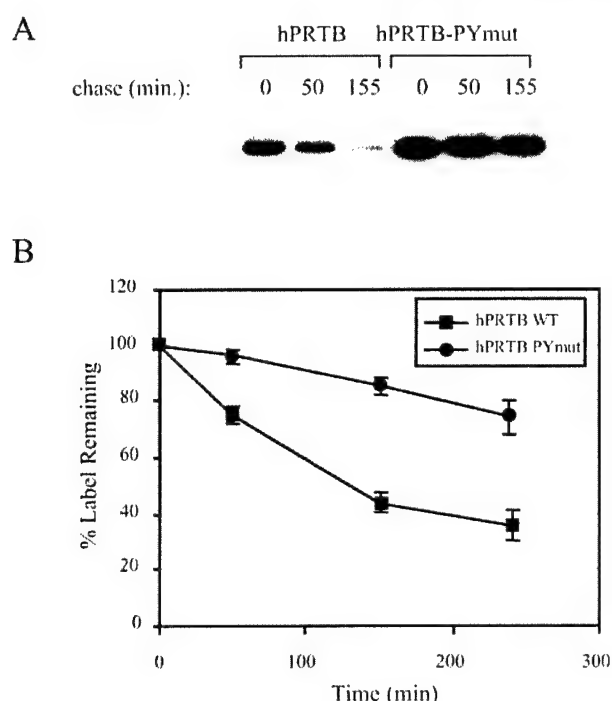 A
hPRTB hPRTB-PYmut
chase (min.): 0 50 155 0 50 155
B
120
100
80
60
40
20
0
% Label Remaining
hPRTB WT
hPRTB PYmut
0 100 200 300
Time (min)